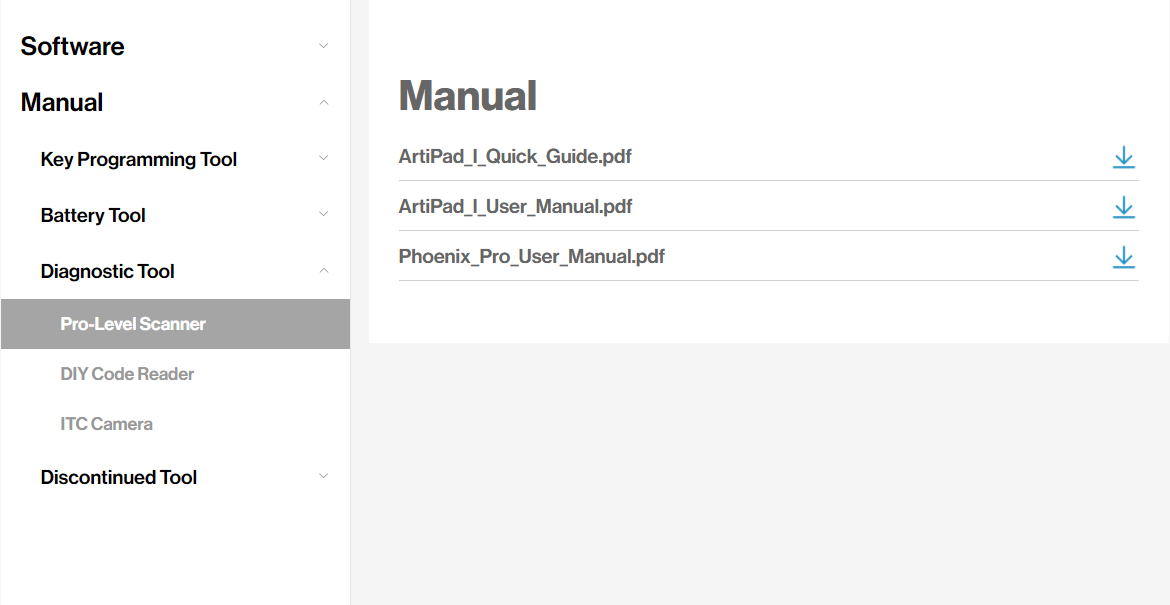 Software
Manual
Key Programming Tool
Battery Tool
Diagnostic Tool
Pro-Level Scanner
DIY Code Reader
ITC Camera
Discontinued Tool
Manual
ArtiPad_I_Quick_Guide.pdf
ArtiPad_I_User_Manual.pdf
Phoenix_Pro_User_Manual.pdf